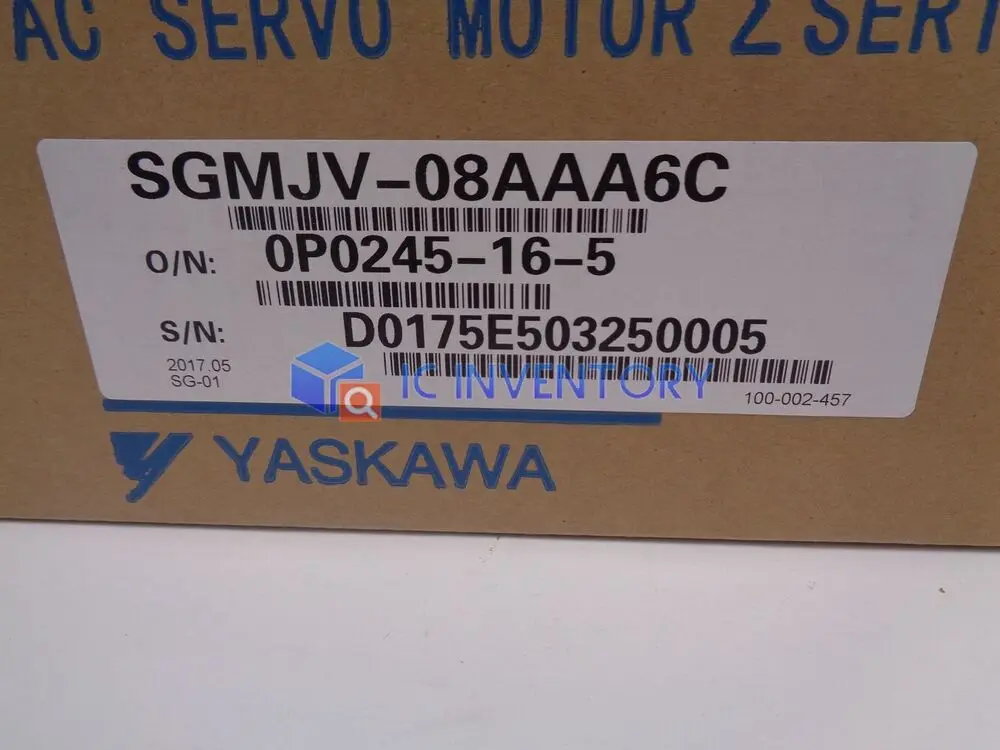 AC SERVO MOTOR Σ SERI
SGMJV-08AAA6C
O/N: 0P0245-16-5
S/N: D0175E503250005
2017.05
SG-01
IC INVENTORY
100-002-457
YASKAWA